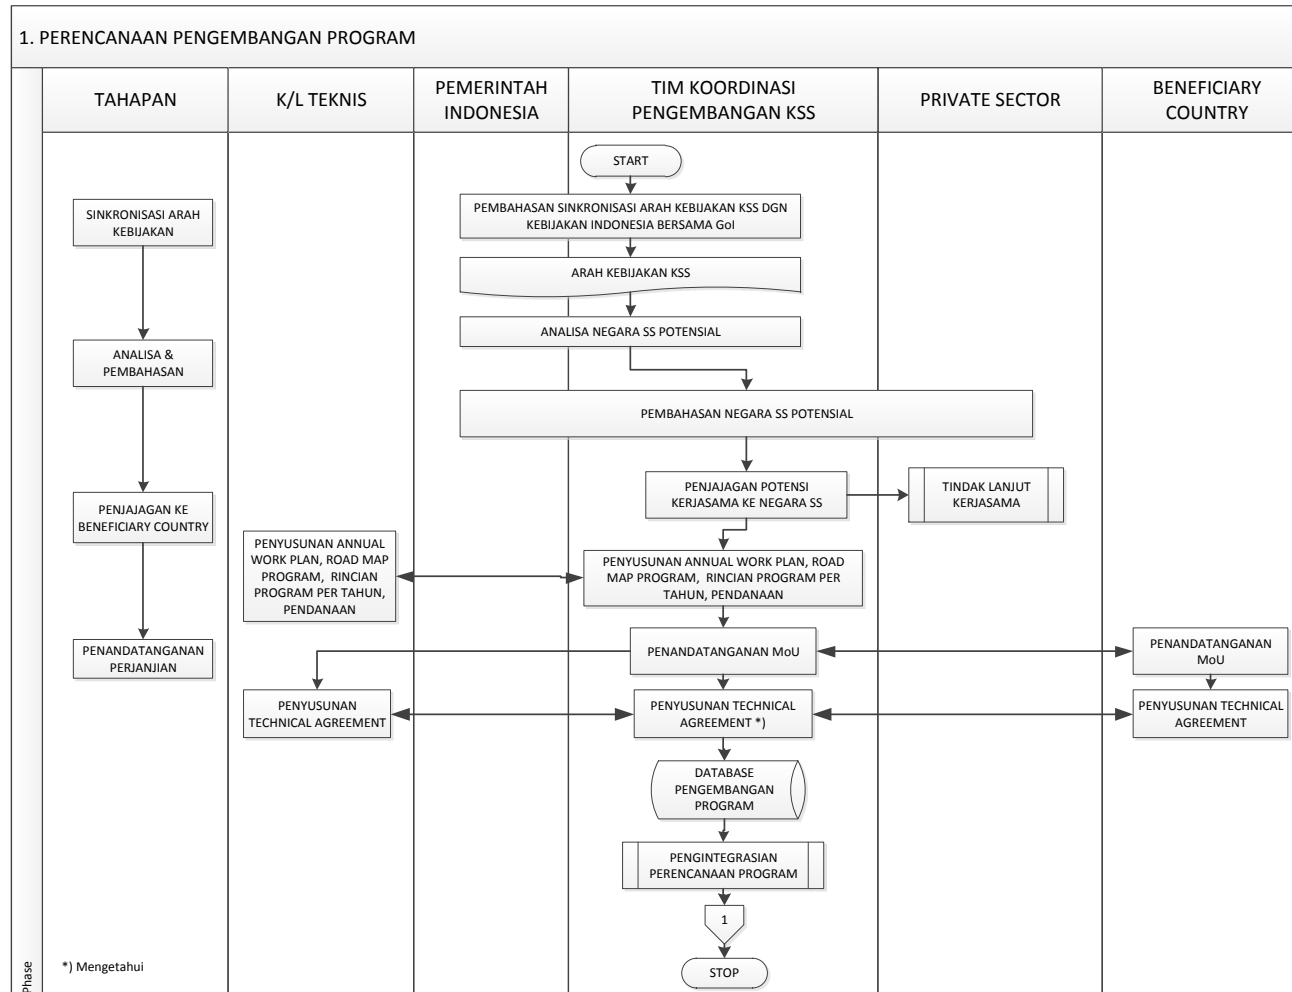 1. PERENCANAAN PENGEMBANGAN PROGRAM
TAHAPAN
K/L TEKNIS
PEMERINTAH
INDONESIA
TIM KOORDINASI
PENGEMBANGAN KSS
PRIVATE SECTOR
BENEFICIARY
COUNTRY
START
SINKRONISASI ARAH
KEBIJAKAN
PEMBAHASAN SINKRONISASI ARAH KEBIJAKAN KSS DGN
KEBIJAKAN INDONESIA BERSAMA GoI
ARAH KEBIJAKAN KSS
ANALISA NEGARA SS POTENSIAL
ANALISA &
PEMBAHASAN
PEMBAHASAN NEGARA SS POTENSIAL
PENJAJAGAN KE
BENEFICIARY COUNTRY
PENJAJAGAN POTENSI
KERJASAMA KE NEGARA SS
TINDAK LANJUT
KERJASAMA
PENYUSUNAN ANNUAL
WORK PLAN, ROAD MAP
PROGRAM, RINCIAN
PROGRAM PER TAHUN,
PENDANAAN
PENYUSUNAN ANNUAL WORK PLAN, ROAD
MAP PROGRAM, RINCIAN PROGRAM PER
TAHUN, PENDANAAN
PENANDATANGANAN
PERJANJIAN
PENANDATANGANAN MoU
PENANDATANGANAN
MoU
PENYUSUNAN
TECHNICAL AGREEMENT
PENYUSUNAN TECHNICAL
AGREEMENT *)
PENYUSUNAN TECHNICAL
AGREEMENT
DATABASE
PENGEMBANGAN
PROGRAM
PENGINTEGRASIAN
PERENCANAAN PROGRAM
1
STOP
*) Mengetahui
Phase